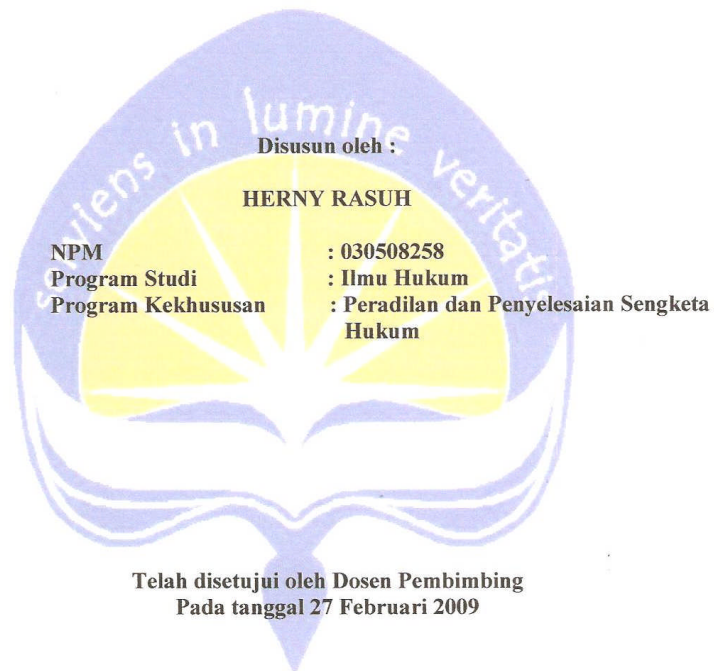 serviens in lumine veritatis
Disusun oleh :
HERNY RASUH
NPM : 030508258
Program Studi : Ilmu Hukum
Program Kekhususan : Peradilan dan Penyelesaian Sengketa
Hukum
Telah disetujui oleh Dosen Pembimbing
Pada tanggal 27 Februari 2009